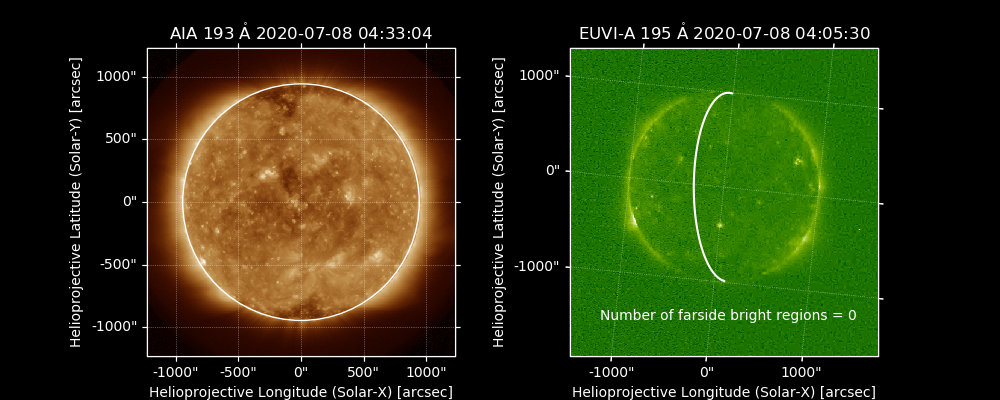 AIA 193 Å 2020-07-08 04:33:04
Helioprojective Latitude (Solar-Y) [arcsec]
1000"
500"
0"
-500"
-1000"
-1000" -500" 0" 500" 1000"
Helioprojective Longitude (Solar-X) [arcsec]
EUVI-A 195 Å 2020-07-08 04:05:30
Helioprojective Latitude (Solar-Y) [arcsec]
1000"
0"
-1000"
Number of farside bright regions = 0
-1000" 0" 1000"
Helioprojective Longitude (Solar-X) [arcsec]